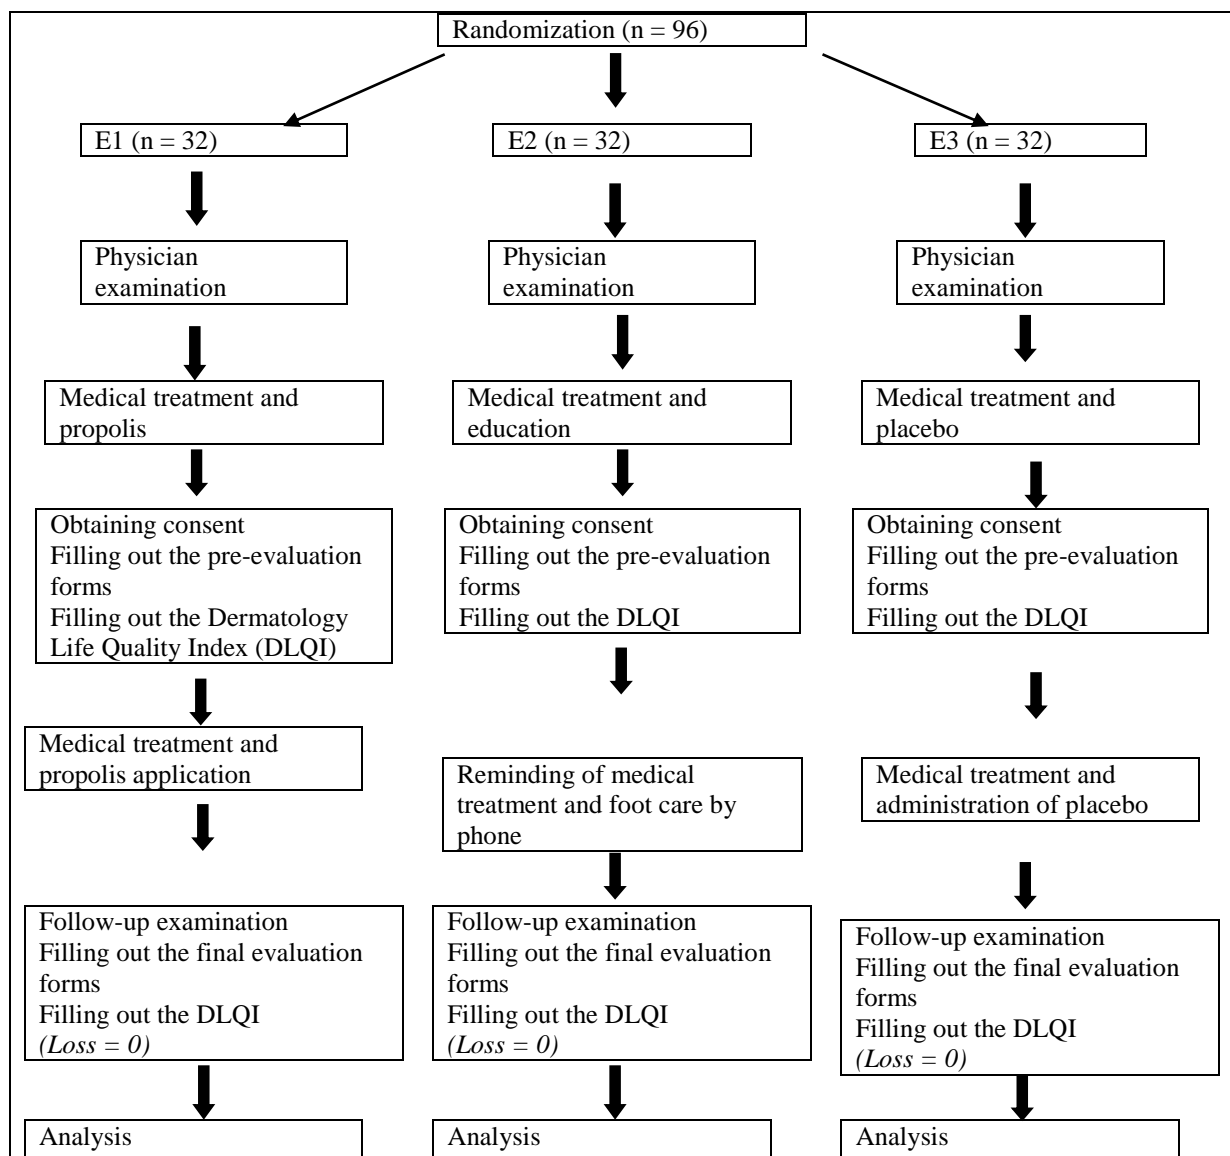 Randomization (n = 96)
E1 (n = 32)
E2 (n = 32)
E3 (n = 32)
Physician
examination
Physician
examination
Physician
examination
Medical treatment and
propolis
Medical treatment and
education
Medical treatment and
placebo
Obtaining consent
Filling out the pre-evaluation
forms
Filling out the Dermatology
Life Quality Index (DLQI)
Obtaining consent
Filling out the pre-evaluation
forms
Filling out the DLQI
Obtaining consent
Filling out the pre-evaluation
forms
Filling out the DLQI
Medical treatment and
propolis application
Reminding of medical
treatment and foot care by
phone
Medical treatment and
administration of placebo
Follow-up examination
Filling out the final evaluation
forms
Filling out the DLQI
(Loss = 0)
Follow-up examination
Filling out the final evaluation
forms
Filling out the DLQI
(Loss = 0)
Follow-up examination
Filling out the final evaluation
forms
Filling out the DLQI
(Loss = 0)
Analysis
Analysis
Analysis